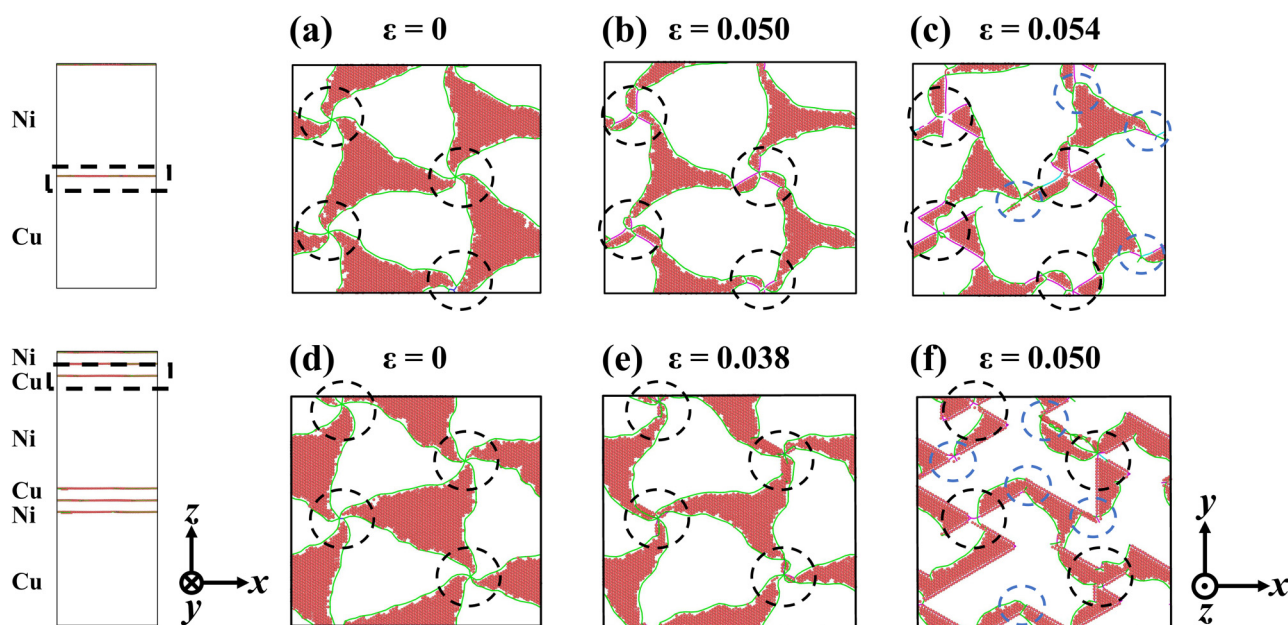 (a) ε = 0
(b) ε = 0.050
(c) ε = 0.054
Ni
Cu
(d) ε = 0
(e) ε = 0.038
(f) ε = 0.050
Ni
Cu
Ni
Cu
Ni
Cu
z
x
y
y
x
z